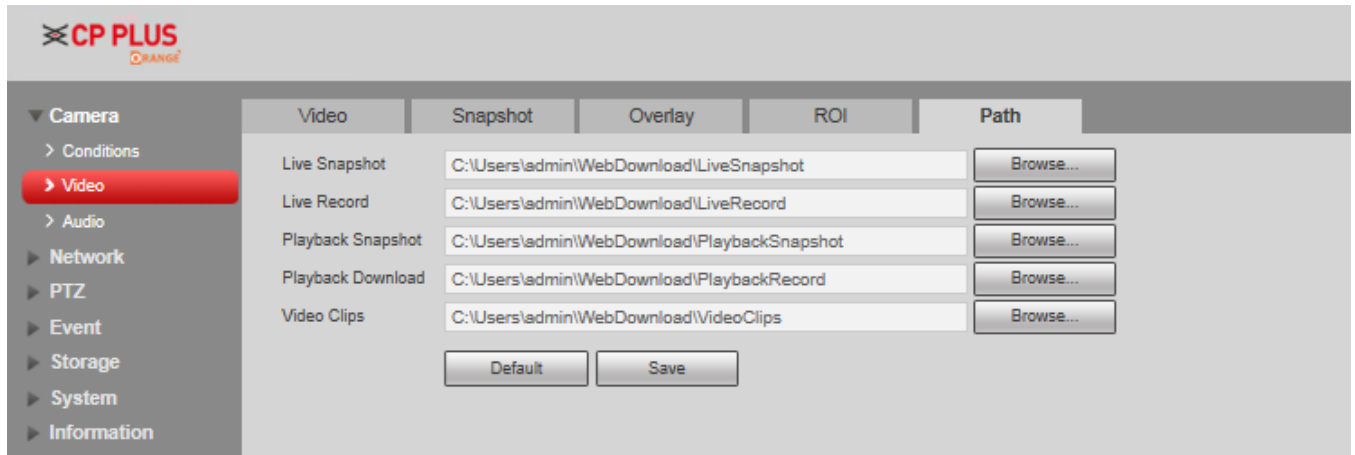 CP PLUS
ORANGE
Camera
Conditions
Video
Audio
Network
PTZ
Event
Storage
System
Information
Video Snapshot Overlay ROI Path
Live Snapshot C:\Users\admin\WebDownload\LiveSnapshot Browse...
Live Record C:\Users\admin\WebDownload\LiveRecord Browse...
Playback Snapshot C:\Users\admin\WebDownload\PlaybackSnapshot Browse...
Playback Download C:\Users\admin\WebDownload\PlaybackRecord Browse...
Video Clips C:\Users\admin\WebDownload\VideoClips Browse...
Default Save